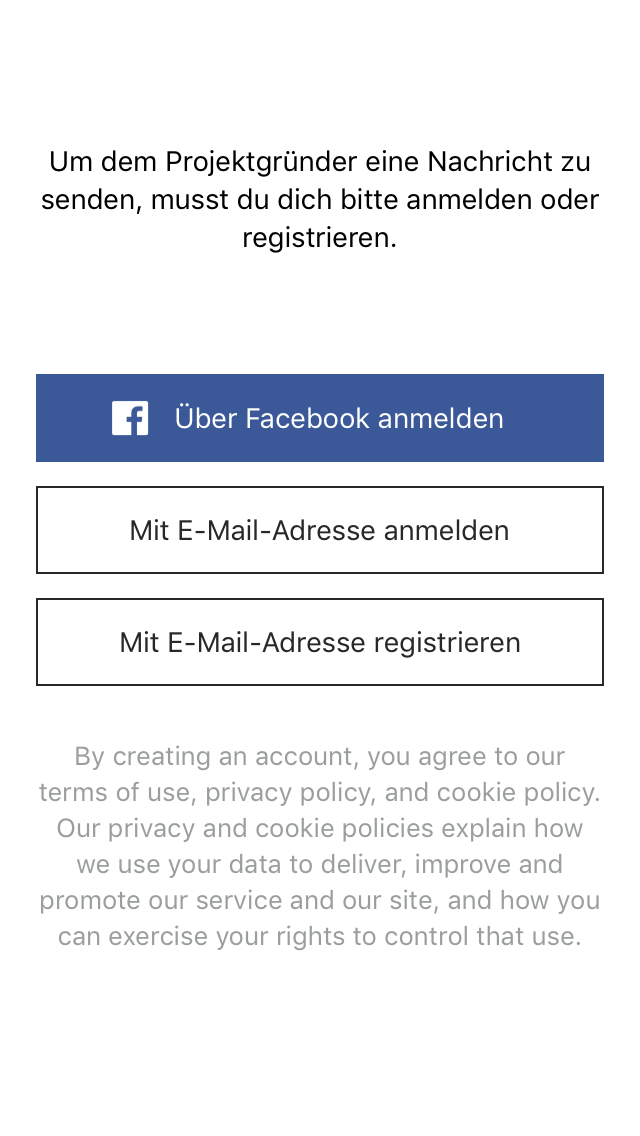 Um dem Projektgründer eine Nachricht zu
senden, musst du dich bitte anmelden oder
registrieren.
Über Facebook anmelden
Mit E-Mail-Adresse anmelden
Mit E-Mail-Adresse registrieren
By creating an account, you agree to our
terms of use, privacy policy, and cookie policy.
Our privacy and cookie policies explain how
we use your data to deliver, improve and
promote our service and our site, and how you
can exercise your rights to control that use.